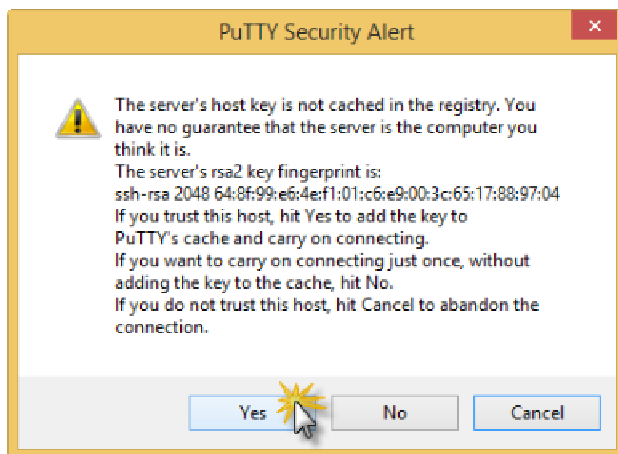 PuTTY Security Alert
The server's host key is not cached in the registry. You
have no guarantee that the server is the computer you
think it is.
The server's rsa2 key fingerprint is:
ssh-rsa 2048 64:8f:99:e6:4e:f1:01:c6:e9:00:3c:65:17:88:97:04
If you trust this host, hit Yes to add the key to
PuTTY's cache and carry on connecting.
If you want to carry on connecting just once, without
adding the key to the cache, hit No.
If you do not trust this host, hit Cancel to abandon the
connection.
Yes No Cancel